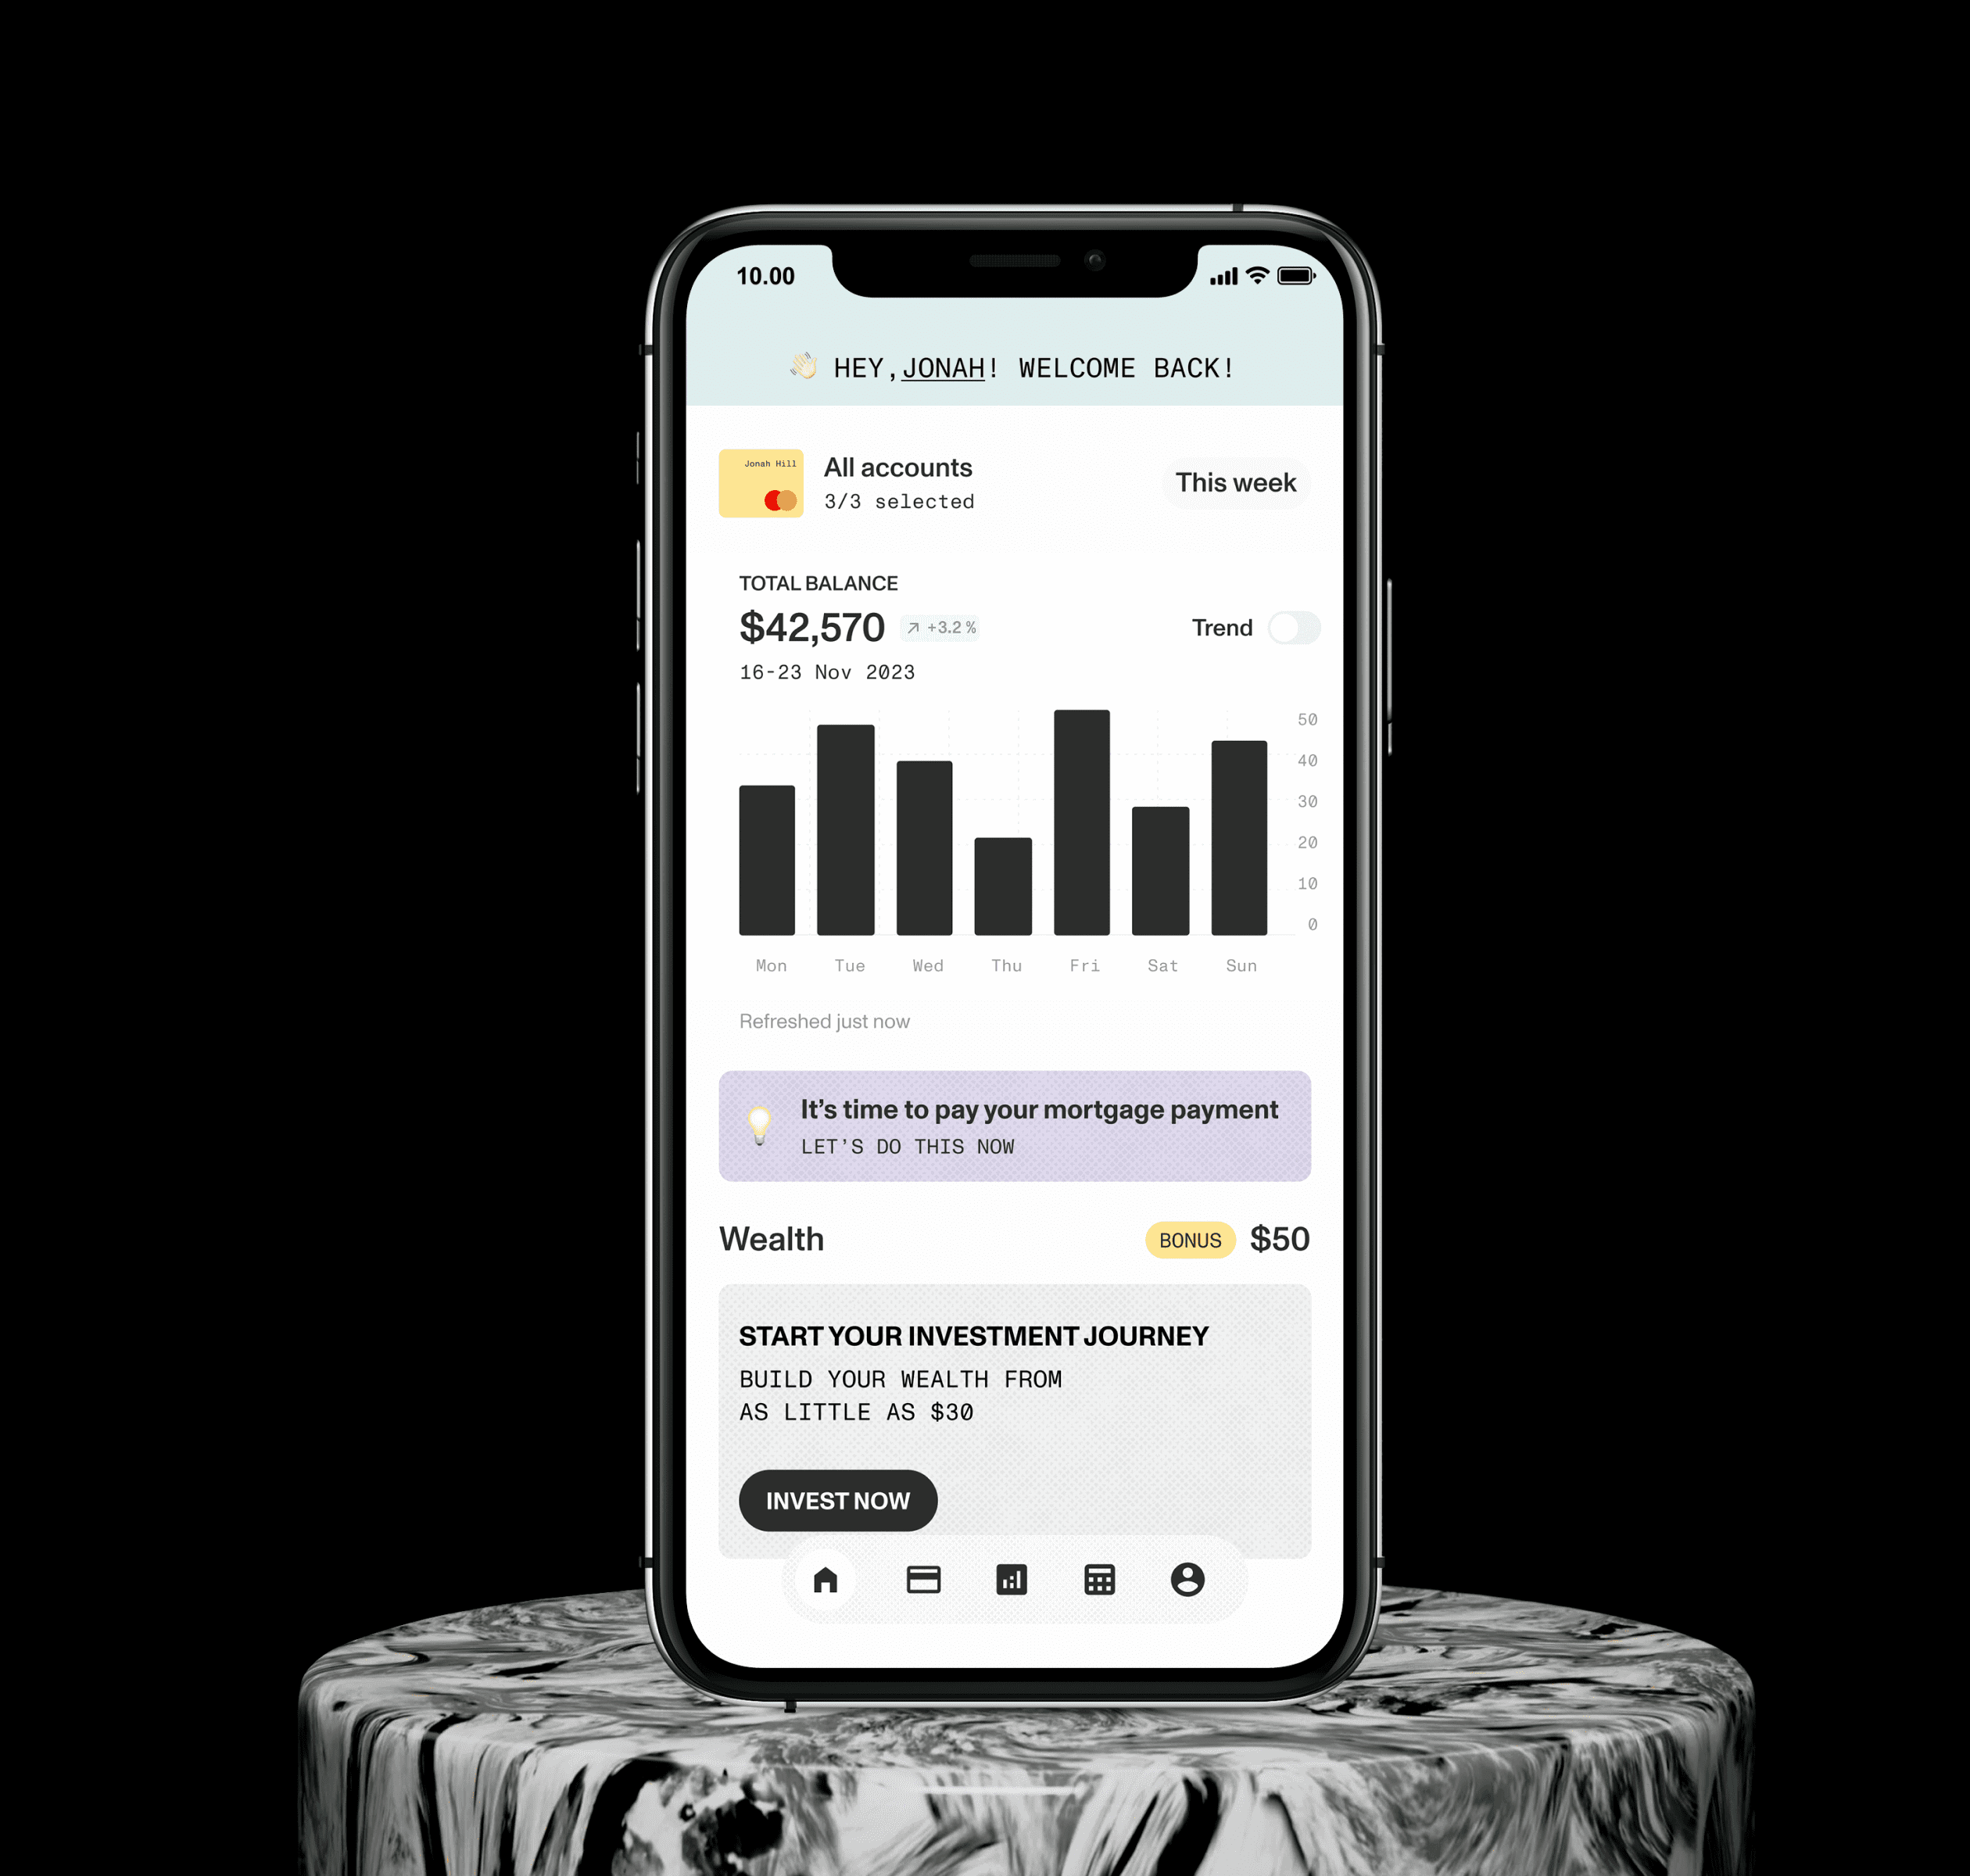 10.00
👋 HEY, JONAH! WELCOME BACK!
Jonah Hill
All accounts
3/3 selected
This week
TOTAL BALANCE
$42,570
↗ +3.2 %
Trend
16-23 Nov 2023
50
40
30
20
10
0
Mon Tue Wed Thu Fri Sat Sun
Refreshed just now
It’s time to pay your mortgage payment
LET’S DO THIS NOW
Wealth
BONUS $50
START YOUR INVESTMENT JOURNEY
BUILD YOUR WEALTH FROM
AS LITTLE AS $30
INVEST NOW